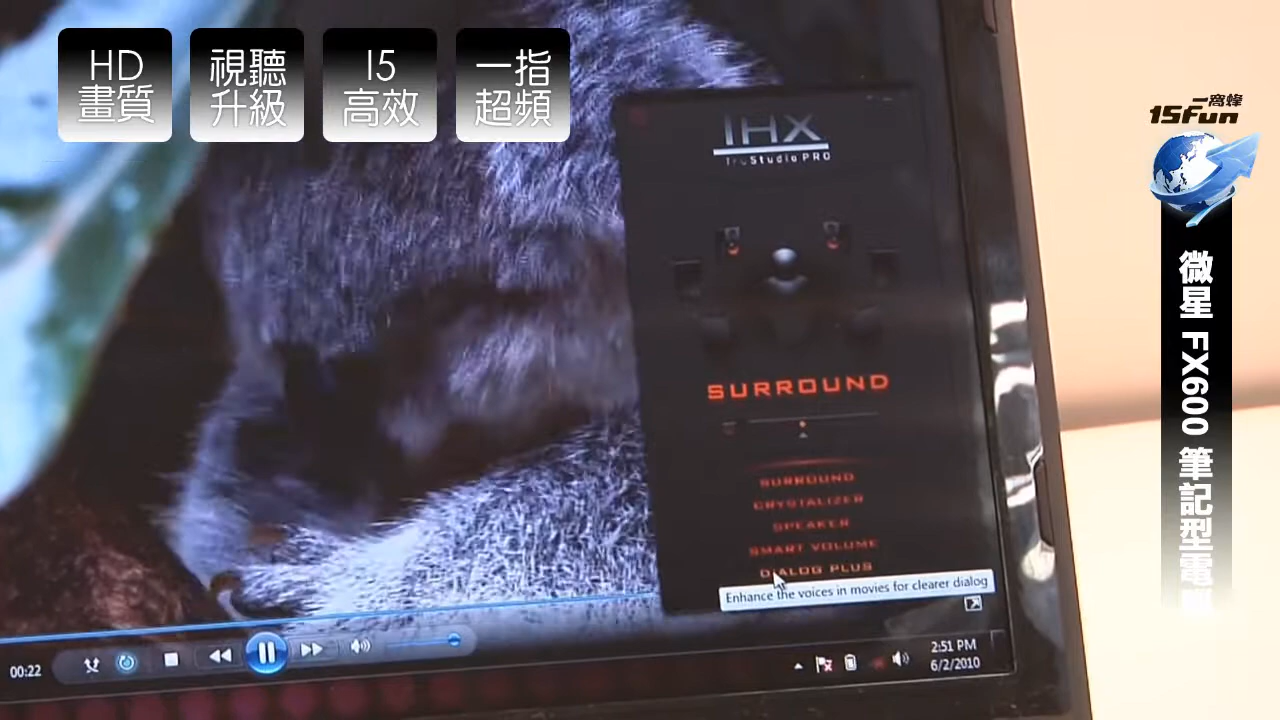 HD
畫質
視聽
升級
I5
高效
一指
超頻
一窩蜂
15Fun
微星 FX600 筆記型電
THX
TruStudio PRO
SURROUND
SURROUND
CRYSTALIZER
SPEAKER
SMART VOLUME
DIALOG PLUS
Enhance the voices in movies for clearer dialog
00:22
2:51 PM
6/2/2010